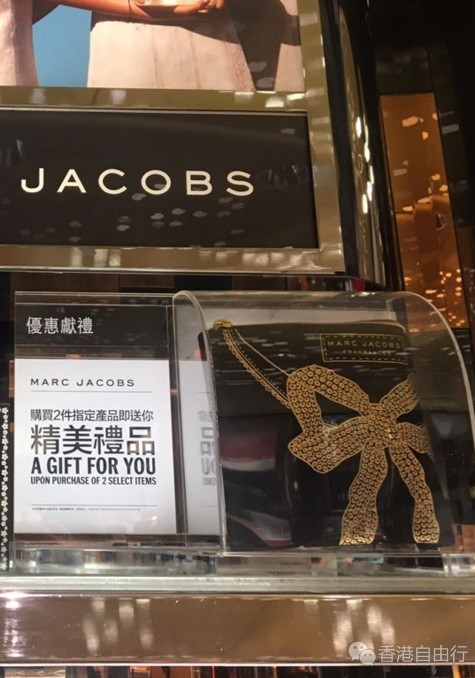 JACOBS
優惠獻禮
MARC JACOBS
購買2件指定產品即送你
精美禮品
A GIFT FOR YOU
UPON PURCHASE OF 2 SELECT ITEMS
MARC JACOBS
FRAGRANCES
香港自由行